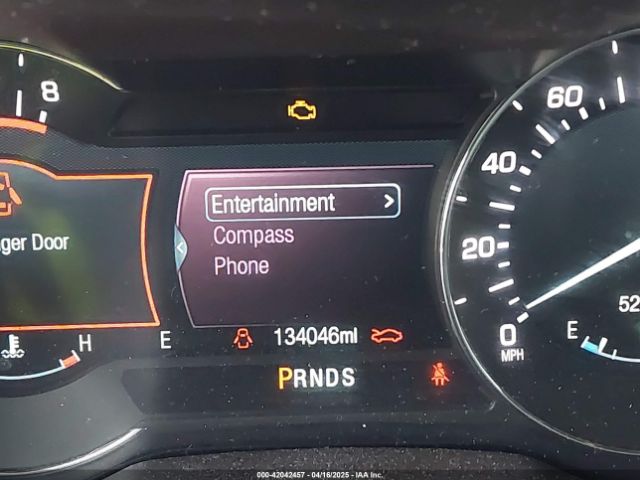 8
60
40
20
0
MPH
Entertainment >
Compass
Phone
ger Door
H
E
134046mi
E
52
PRNDS
000-42042457 - 04/16/2025 - IAA Inc.